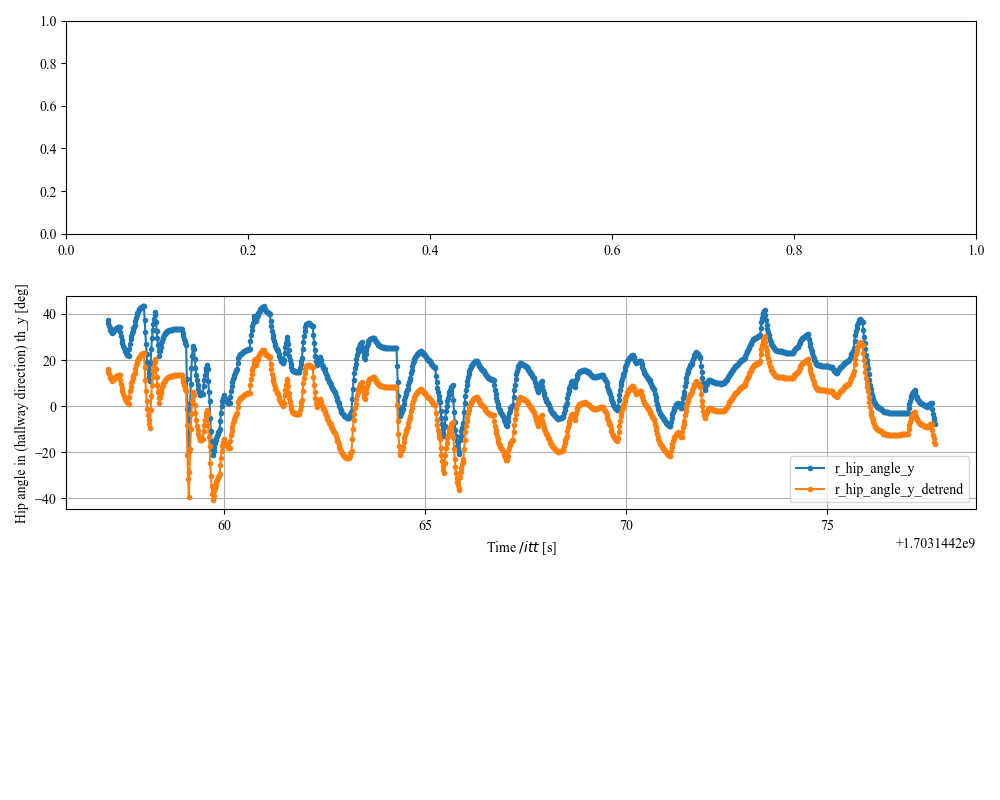 1.0
0.8
0.6
0.4
0.2
0.0
0.0 0.2 0.4 0.6 0.8 1.0
Hip angle in (hallway direction) th_y [deg]
40
20
0
−20
−40
r_hip_angle_y
r_hip_angle_y_detrend
60 65 70 75
Time /itt [s]
+1.7031442e9